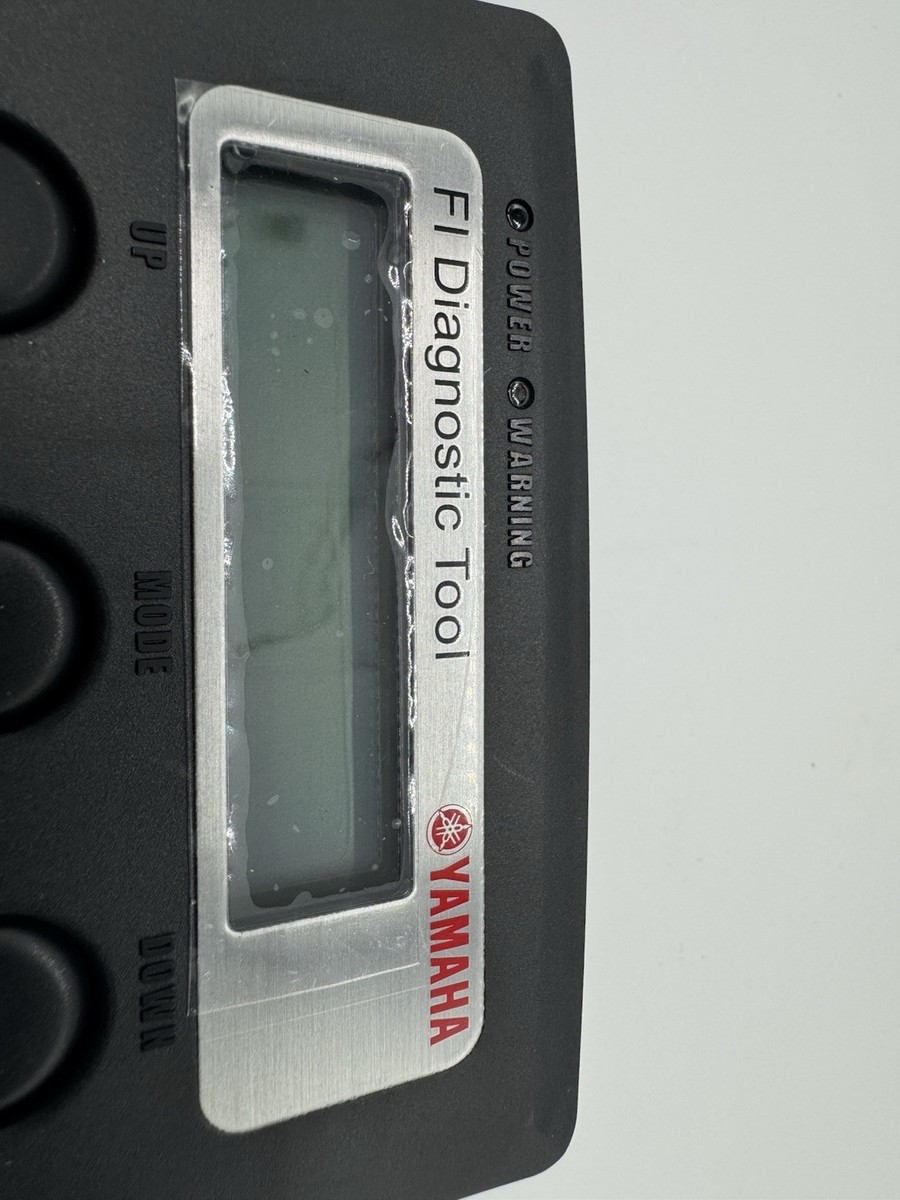 POWER WARNING
FI Diagnostic Tool YAMAHA
UP MODE DOWN